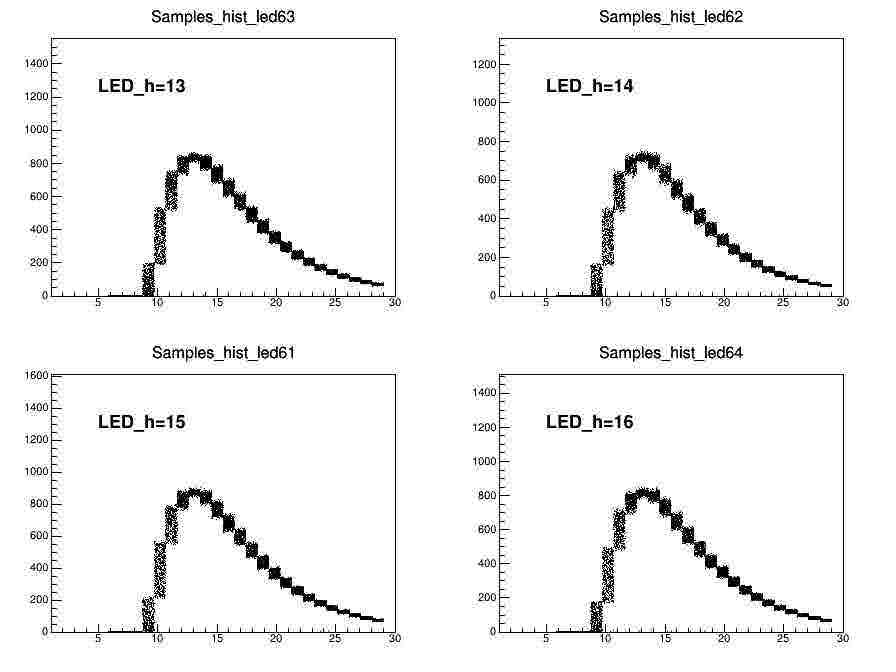 Samples_hist_led63
1400
1200
1000
800
600
400
200
0
LED_h=13
5 10 15 20 25 30
Samples_hist_led62
1200
1000
800
600
400
200
0
LED_h=14
5 10 15 20 25 30
Samples_hist_led61
1600
1400
1200
1000
800
600
400
200
0
LED_h=15
5 10 15 20 25 30
Samples_hist_led64
1400
1200
1000
800
600
400
200
0
LED_h=16
5 10 15 20 25 30